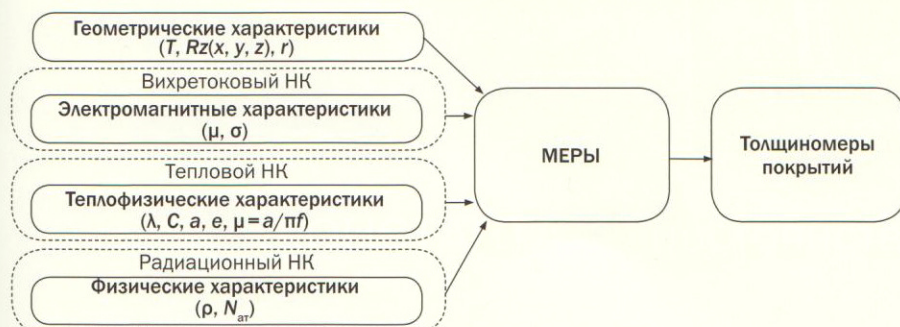 Геометрические характеристики
(T, Rz(x, y, z), r)
Вихретоковый НК
Электромагнитные характеристики
(μ, σ)
Тепловой НК
Теплофизические характеристики
(λ, C, a, e, μ = a/πf)
Радиационный НК
Физические характеристики
(ρ, Nат)
МЕРЫ
Толщиномеры
покрытий